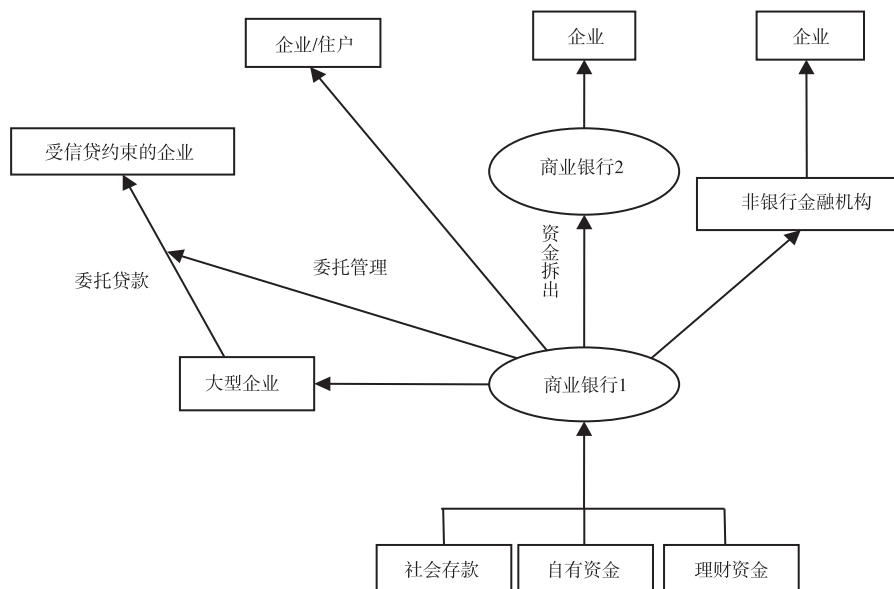 企业/住户
企业
企业
受信贷约束的企业
商业银行2
非银行金融机构
资金拆出
委托管理
委托贷款
大型企业
商业银行1
社会存款
自有资金
理财资金